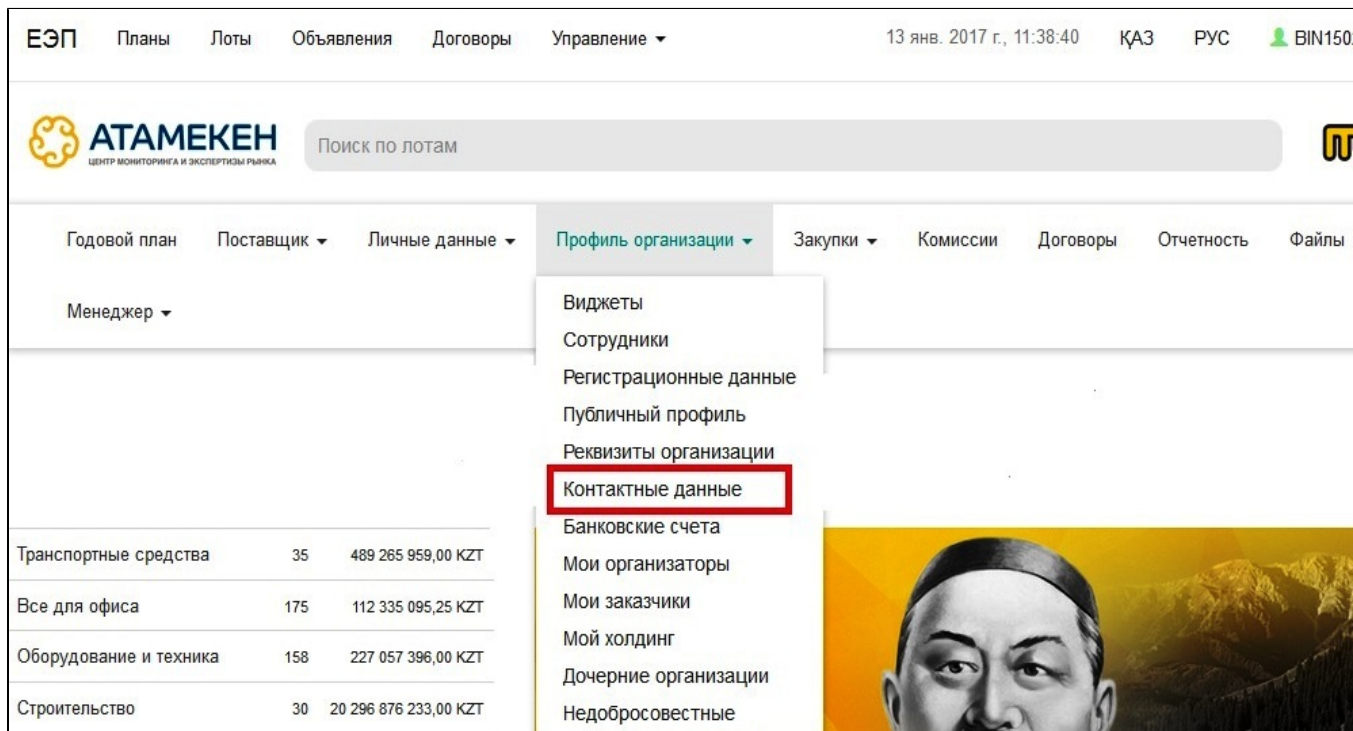 ЕЭП Планы Лоты Объявления Договоры Управление 13 янв. 2017 г., 11:38:40 ҚАЗ РУС
АТАМЕКЕН
ЦЕНТР МОНИТОРИНГА И ЭКСПЕРТИЗЫ РЫНКА
Поиск по лотам
Годовой план Поставщик Личные данные Профиль организации Закупки Комиссии Договоры Отчетность Файлы
Менеджер
Виджеты
Сотрудники
Регистрационные данные
Публичный профиль
Реквизиты организации
Контактные данные
Банковские счета
Мои организаторы
Мои заказчики
Мой холдинг
Дочерние организации
Недобросовестные
Транспортные средства 35 489 265 959,00 KZT
Все для офиса 175 112 335 095,25 KZT
Оборудование и техника 158 227 057 396,00 KZT
Строительство 30 20 296 876 233,00 KZT